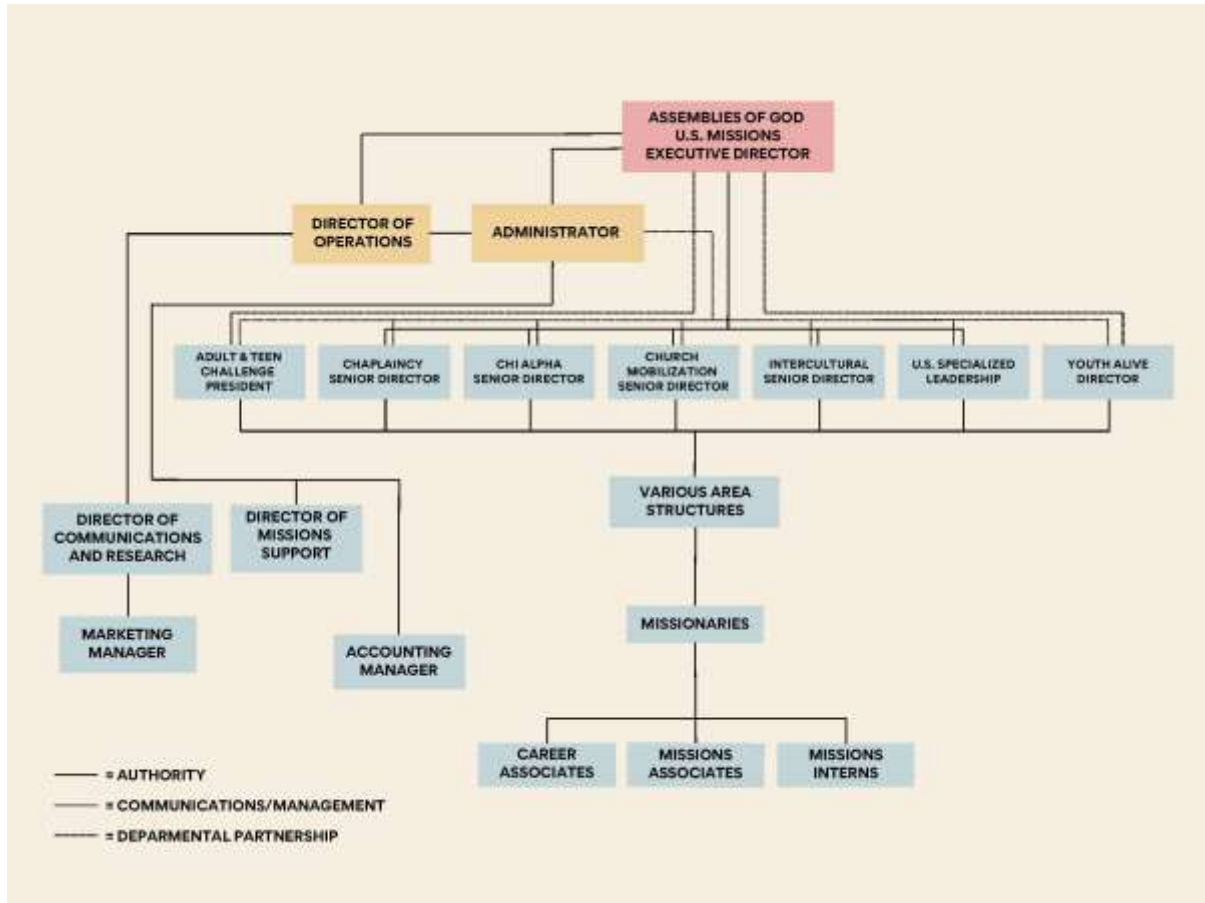 ASSEMBLIES OF GOD
U.S. MISSIONS
EXECUTIVE DIRECTOR
DIRECTOR OF
OPERATIONS
ADMINISTRATOR
ADULT & TEEN
CHALLENGE
PRESIDENT
CHAPLAINCY
SENIOR DIRECTOR
CHI ALPHA
SENIOR DIRECTOR
CHURCH
MOBILIZATION
SENIOR DIRECTOR
INTERCULTURAL
SENIOR DIRECTOR
U.S. SPECIALIZED
LEADERSHIP
YOUTH ALIVE
DIRECTOR
VARIOUS AREA
STRUCTURES
DIRECTOR OF
COMMUNICATIONS
AND RESEARCH
DIRECTOR OF
MISSIONS
SUPPORT
MISSIONARIES
MARKETING
MANAGER
ACCOUNTING
MANAGER
CAREER
ASSOCIATES
MISSIONS
ASSOCIATES
MISSIONS
INTERNS
= AUTHORITY
= COMMUNICATIONS/MANAGEMENT
= DEPARMENTAL PARTNERSHIP